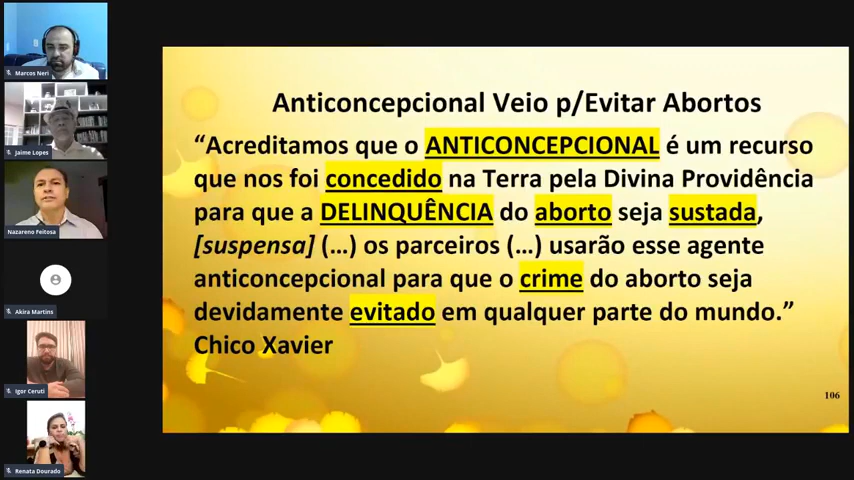 Marcos Neri
Jaime Lopes
Nazareno Feitosa
Akira Martins
Igor Ceruti
Renata Dourado
Anticoncepcional Veio p/Evitar Abortos
“Acreditamos que o ANTICONCEPCIONAL é um recurso
que nos foi concedido na Terra pela Divina Providência
para que a DELINQUÊNCIA do aborto seja sustada,
[suspensa] (...) os parceiros (...) usarão esse agente
anticoncepcional para que o crime do aborto seja
devidamente evitado em qualquer parte do mundo.”
Chico Xavier
106